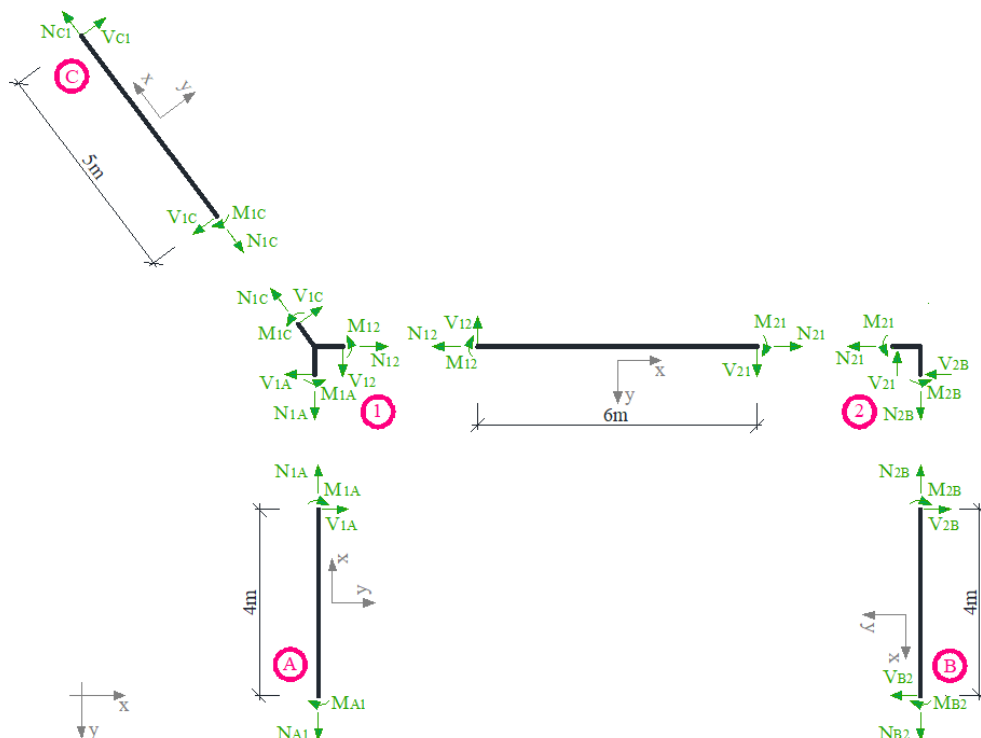 NC1 VC1
C
x y
5m
V1C M1C
N1C
N1C V1C
M1C M12
N12
V1A V12
M1A
N1A
1
V12
N12
M12
x
y
6m
M21
N21
V21
M21
N21
V21 V2B
M2B
N2B
2
N1A
M1A
V1A
4m
x
y
A
MA1
NA1
x
y
N2B
M2B
V2B
4m
y
x
B
VB2
MB2
NB2